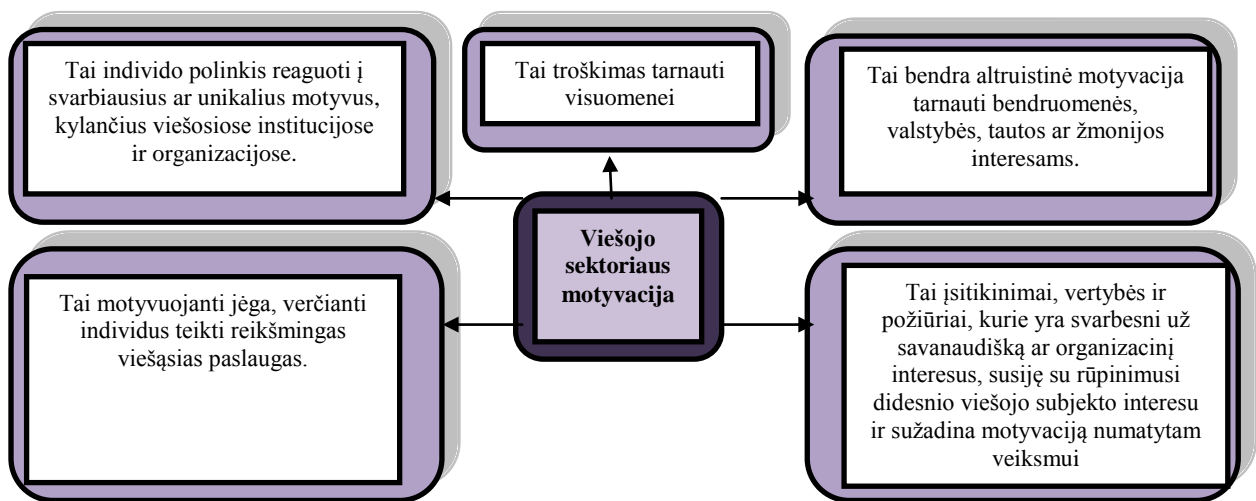 Tai individo polinkis reaguoti į
svarbiausius ar unikalius motyvus,
kylančius viešosiose institucijose
ir organizacijose.
Tai troškimas tarnauti
visuomenei
Tai bendra altruistinė motyvacija
tarnauti bendruomenės,
valstybės, tautos ar žmonijos
interesams.
Viešojo
sektoriaus
motyvacija
Tai motyvuojanti jėga, verčianti
individus teikti reikšmingas
viešąsias paslaugas.
Tai įsitikinimai, vertybės ir
požiūriai, kurie yra svarbesni už
savanaudišką ar organizacinį
interesus, susiję su rūpinimusi
didesnio viešojo subjekto interesu
ir sužadina motyvaciją numatytam
veiksmui